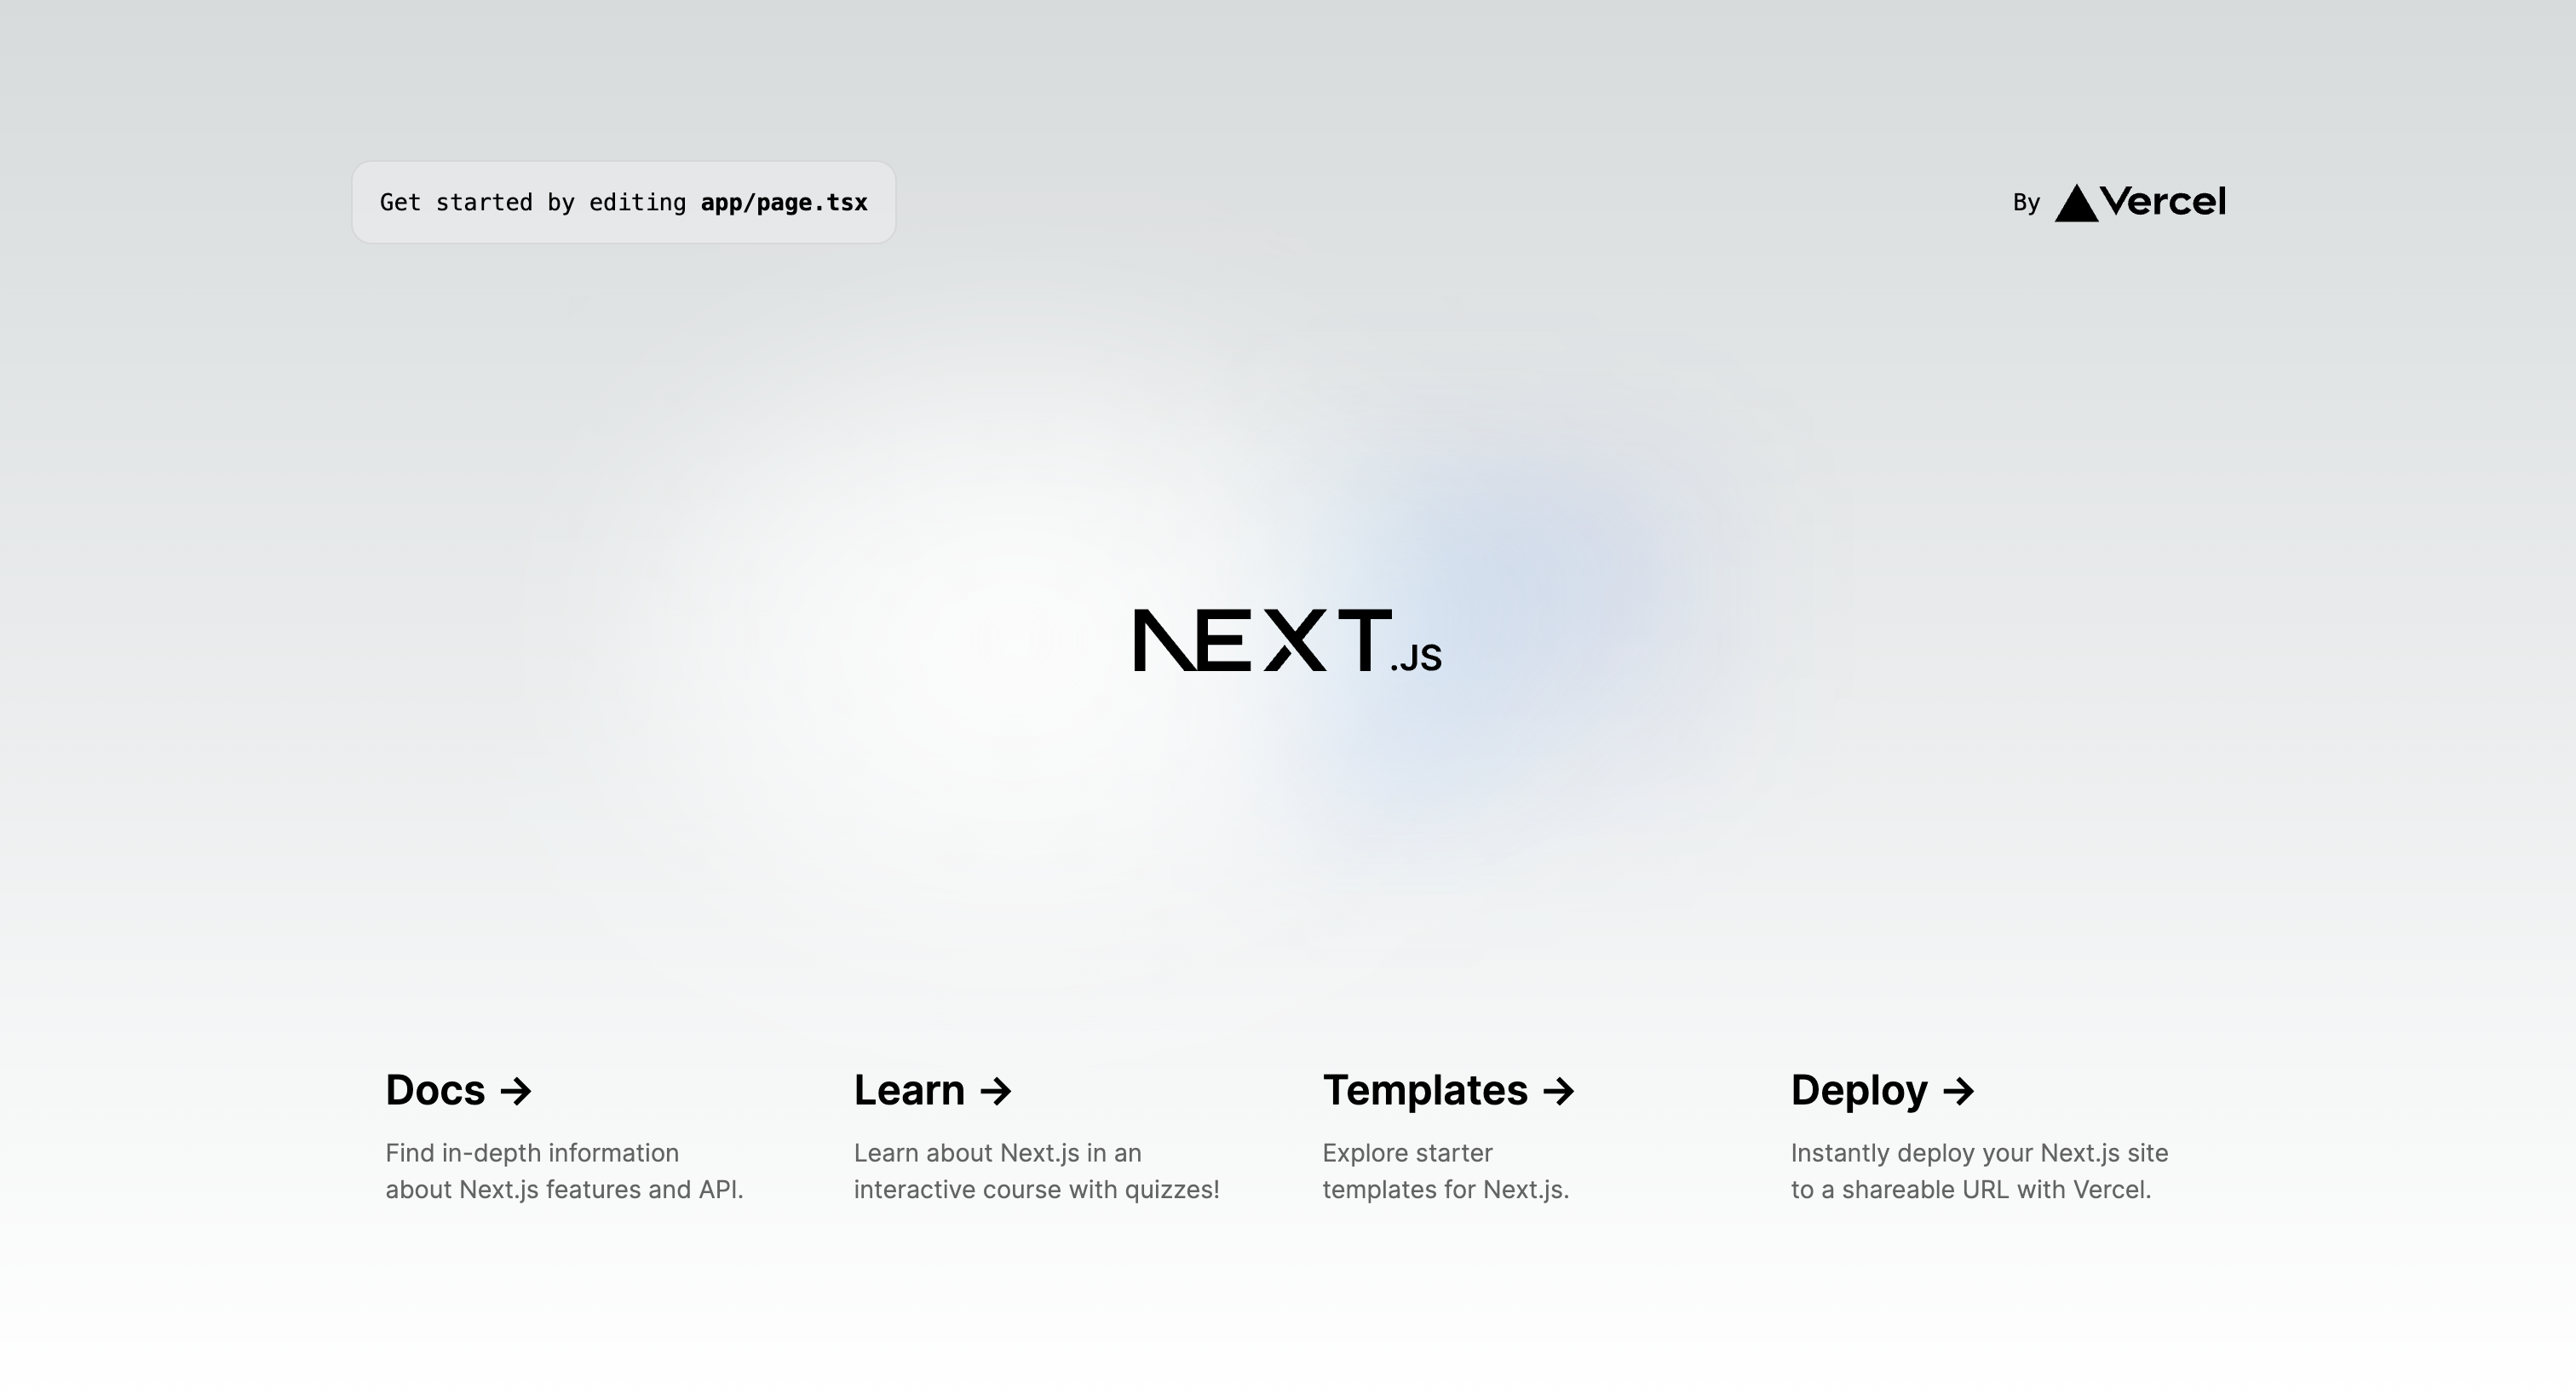 Get started by editing app/page.tsx
By Vercel
NEXT.JS
Docs →
Find in-depth information
about Next.js features and API.
Learn →
Learn about Next.js in an
interactive course with quizzes!
Templates →
Explore starter
templates for Next.js.
Deploy →
Instantly deploy your Next.js site
to a shareable URL with Vercel.